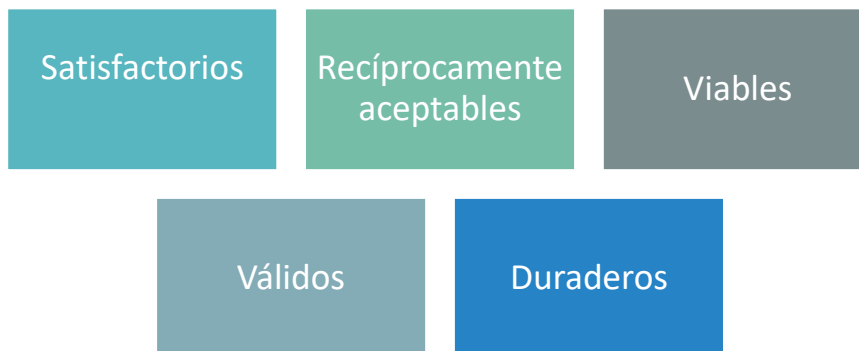 Satisfactorios
Recíprocamente
aceptables
Viables
Válidos
Duraderos